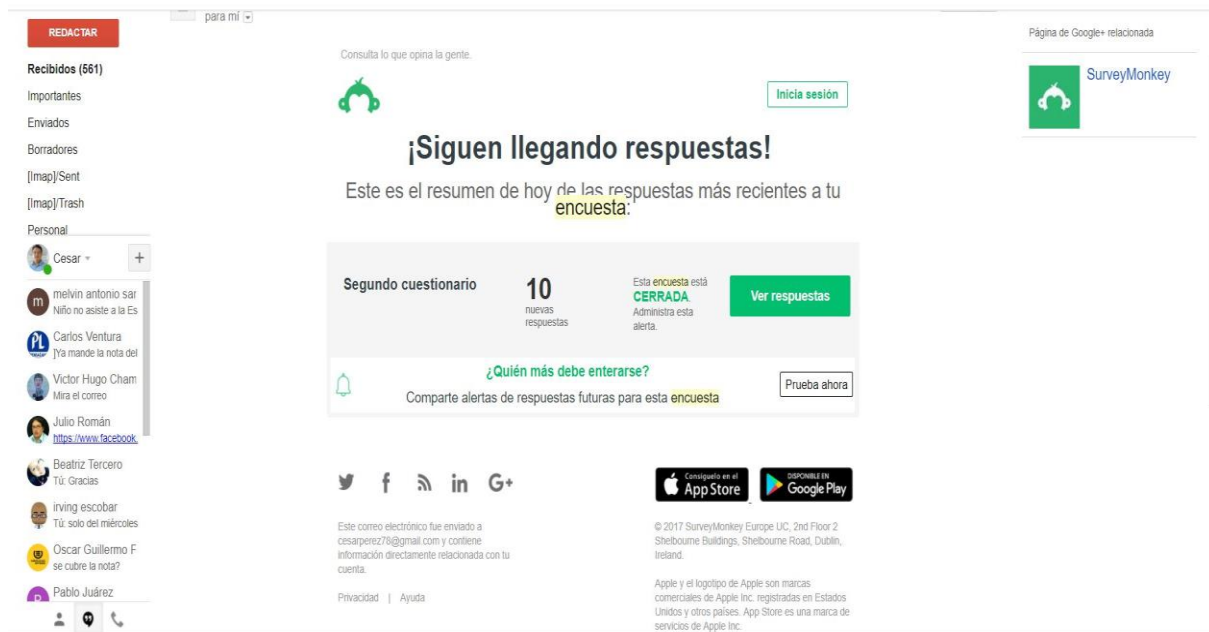 para mí
REDACTAR
Recibidos (561)
Importantes
Enviados
Borradores
[Imap]/Sent
[Imap]/Trash
Personal
Cesar
+
m
melvin antonio sar
Niño no asiste a la Es
PL
Carlos Ventura
]Ya mande la nota del
Victor Hugo Cham
Mira el correo
Julio Román
https://www.facebook.
Beatriz Tercero
Tú: Gracias
irving escobar
Tú: solo del miércoles
Oscar Guillermo F
se cubre la nota?
Pablo Juárez
Consulta lo que opina la gente.
Inicia sesión
¡Siguen llegando respuestas!
Este es el resumen de hoy de las respuestas más recientes a tu
encuesta:
Segundo cuestionario
10
nuevas
respuestas
Esta encuesta está
CERRADA.
Administra esta
alerta.
Ver respuestas
¿Quién más debe enterarse?
Comparte alertas de respuestas futuras para esta encuesta
Prueba ahora
f
in
G+
Consíguelo en el
App Store
DISPONIBLE EN
Google Play
Este correo electrónico fue enviado a
cesarperez78@gmail.com y contiene
información directamente relacionada con tu
cuenta.
Privacidad | Ayuda
© 2017 SurveyMonkey Europe UC, 2nd Floor 2
Shelbourne Buildings, Shelbourne Road, Dublin,
Ireland.
Apple y el logotipo de Apple son marcas
comerciales de Apple Inc. registradas en Estados
Unidos y otros países. App Store es una marca de
servicios de Apple Inc.
Página de Google+ relacionada
SurveyMonkey